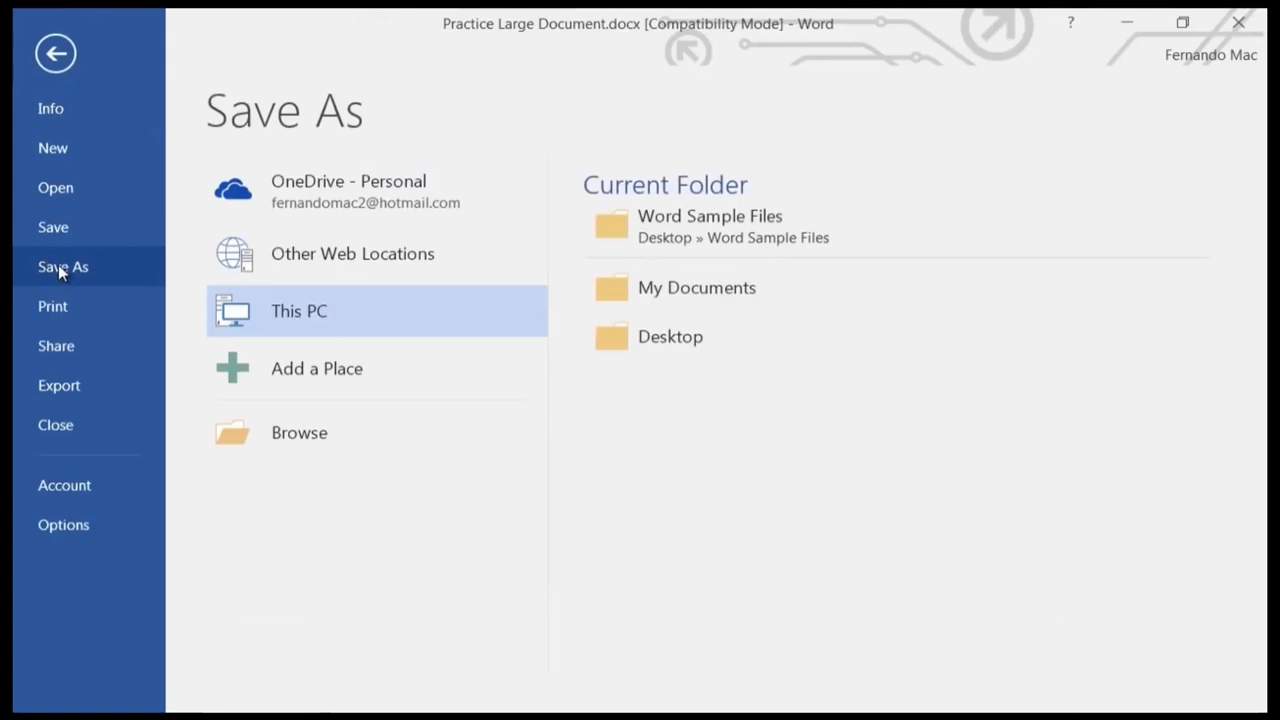 Practice Large Document.docx [Compatibility Mode] - Word
?
Fernando Mac
Info
New
Open
Save
Save As
Print
Share
Export
Close
Account
Options
Save As
OneDrive - Personal
fernandomac2@hotmail.com
Other Web Locations
This PC
Add a Place
Browse
Current Folder
Word Sample Files
Desktop » Word Sample Files
My Documents
Desktop